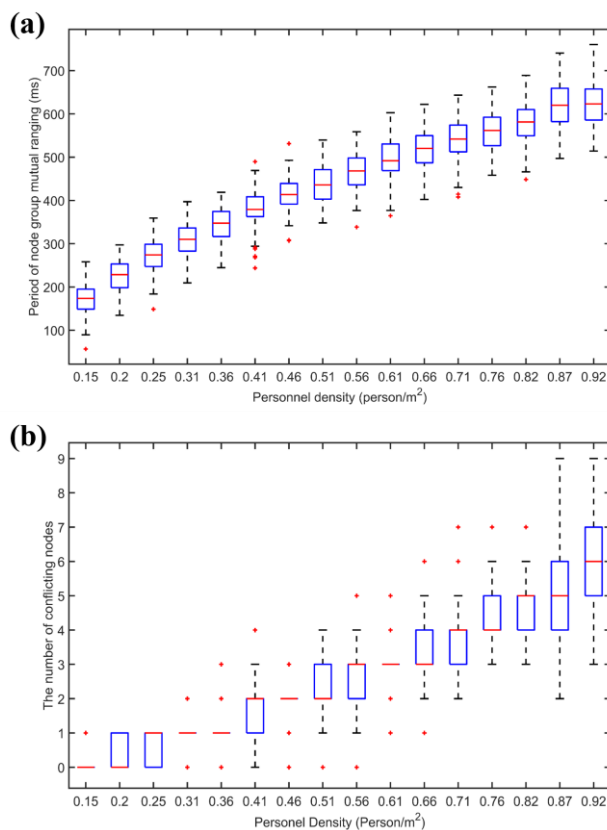 (a)
Period of node group mutual ranging (ms)
700
600
500
400
300
200
100
0.15 0.2 0.25 0.31 0.36 0.41 0.46 0.51 0.56 0.61 0.66 0.71 0.76 0.82 0.87 0.92
Personnel density (person/m²)
(b)
The number of conflicting nodes
9
8
7
6
5
4
3
2
1
0
0.15 0.2 0.25 0.31 0.36 0.41 0.46 0.51 0.56 0.61 0.66 0.71 0.76 0.82 0.87 0.92
Personel Density (Person/m²)